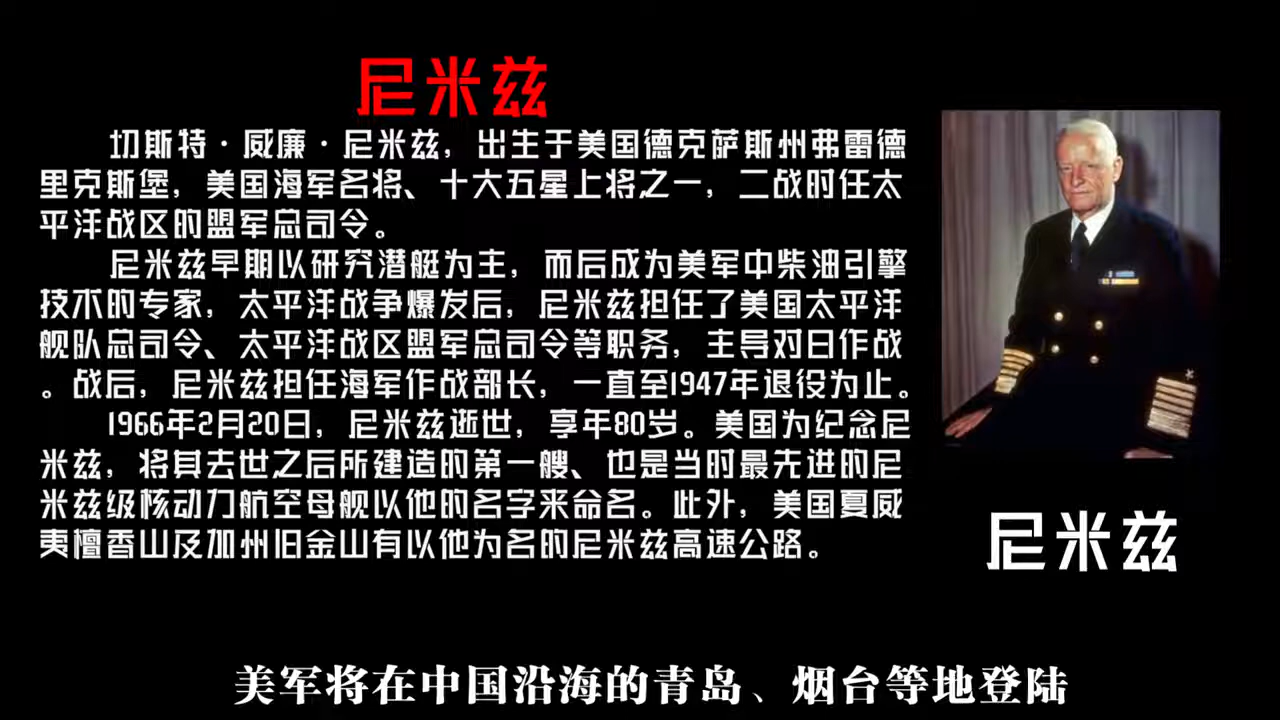 尼米兹
切斯特·威廉·尼米兹，出生于美国德克萨斯州弗雷德
里克斯堡，美国海军名将、十大五星上将之一，二战时任太
平洋战区的盟军总司令。
尼米兹早期以研究潜艇为主，而后成为美军中柴油引擎
技术的专家，太平洋战争爆发后，尼米兹担任了美国太平洋
舰队总司令、太平洋战区盟军总司令等职务，主导对日作战
。战后，尼米兹担任海军作战部长，一直至1947年退役为止。
1966年2月20日，尼米兹逝世，享年80岁。美国为纪念尼
米兹，将其去世之后所建造的第一艘、也是当时最先进的尼
米兹级核动力航空母舰以他的名字来命名。此外，美国夏威
夷檀香山及加州旧金山有以他为名的尼米兹高速公路。
尼米兹
美军将在中国沿海的青岛、烟台等地登陆